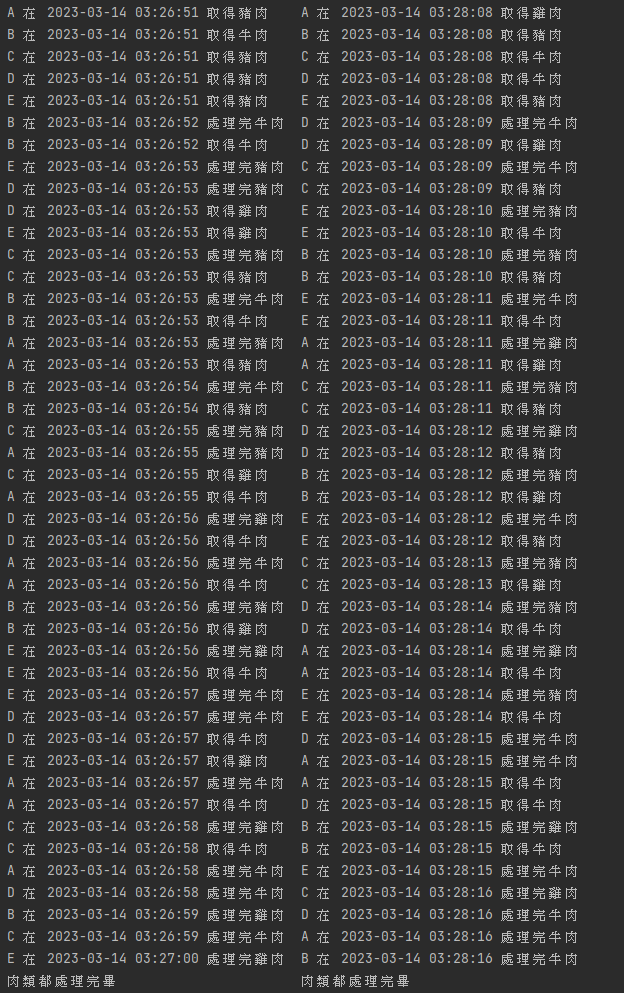 A 在 2023-03-14 03:26:51 取得豬肉
B 在 2023-03-14 03:26:51 取得牛肉
C 在 2023-03-14 03:26:51 取得豬肉
D 在 2023-03-14 03:26:51 取得豬肉
E 在 2023-03-14 03:26:51 取得豬肉
B 在 2023-03-14 03:26:52 處理完牛肉
B 在 2023-03-14 03:26:52 取得牛肉
E 在 2023-03-14 03:26:53 處理完豬肉
D 在 2023-03-14 03:26:53 處理完豬肉
D 在 2023-03-14 03:26:53 取得雞肉
E 在 2023-03-14 03:26:53 取得雞肉
C 在 2023-03-14 03:26:53 處理完豬肉
C 在 2023-03-14 03:26:53 取得豬肉
B 在 2023-03-14 03:26:53 處理完牛肉
B 在 2023-03-14 03:26:53 取得牛肉
A 在 2023-03-14 03:26:53 處理完豬肉
A 在 2023-03-14 03:26:53 取得豬肉
B 在 2023-03-14 03:26:54 處理完牛肉
B 在 2023-03-14 03:26:54 取得豬肉
C 在 2023-03-14 03:26:55 處理完豬肉
A 在 2023-03-14 03:26:55 處理完豬肉
C 在 2023-03-14 03:26:55 取得雞肉
A 在 2023-03-14 03:26:55 取得牛肉
D 在 2023-03-14 03:26:56 處理完雞肉
D 在 2023-03-14 03:26:56 取得牛肉
A 在 2023-03-14 03:26:56 處理完牛肉
A 在 2023-03-14 03:26:56 取得牛肉
B 在 2023-03-14 03:26:56 處理完豬肉
B 在 2023-03-14 03:26:56 取得雞肉
E 在 2023-03-14 03:26:56 處理完雞肉
E 在 2023-03-14 03:26:56 取得牛肉
E 在 2023-03-14 03:26:57 處理完牛肉
D 在 2023-03-14 03:26:57 處理完牛肉
D 在 2023-03-14 03:26:57 取得牛肉
E 在 2023-03-14 03:26:57 取得雞肉
A 在 2023-03-14 03:26:57 處理完牛肉
A 在 2023-03-14 03:26:57 取得牛肉
C 在 2023-03-14 03:26:58 處理完雞肉
C 在 2023-03-14 03:26:58 取得牛肉
A 在 2023-03-14 03:26:58 處理完牛肉
D 在 2023-03-14 03:26:58 處理完牛肉
B 在 2023-03-14 03:26:59 處理完雞肉
C 在 2023-03-14 03:26:59 處理完牛肉
E 在 2023-03-14 03:27:00 處理完雞肉
肉類都處理完畢
A 在 2023-03-14 03:28:08 取得雞肉
B 在 2023-03-14 03:28:08 取得豬肉
C 在 2023-03-14 03:28:08 取得牛肉
D 在 2023-03-14 03:28:08 取得牛肉
E 在 2023-03-14 03:28:08 取得豬肉
D 在 2023-03-14 03:28:09 處理完牛肉
D 在 2023-03-14 03:28:09 取得雞肉
C 在 2023-03-14 03:28:09 處理完牛肉
C 在 2023-03-14 03:28:09 取得豬肉
E 在 2023-03-14 03:28:10 處理完豬肉
E 在 2023-03-14 03:28:10 取得牛肉
B 在 2023-03-14 03:28:10 處理完豬肉
B 在 2023-03-14 03:28:10 取得豬肉
E 在 2023-03-14 03:28:11 處理完牛肉
E 在 2023-03-14 03:28:11 取得牛肉
A 在 2023-03-14 03:28:11 處理完雞肉
A 在 2023-03-14 03:28:11 取得雞肉
C 在 2023-03-14 03:28:11 處理完豬肉
C 在 2023-03-14 03:28:11 取得豬肉
D 在 2023-03-14 03:28:12 處理完雞肉
D 在 2023-03-14 03:28:12 取得豬肉
B 在 2023-03-14 03:28:12 處理完豬肉
B 在 2023-03-14 03:28:12 取得雞肉
E 在 2023-03-14 03:28:12 處理完牛肉
E 在 2023-03-14 03:28:12 取得豬肉
C 在 2023-03-14 03:28:13 處理完豬肉
C 在 2023-03-14 03:28:13 取得雞肉
D 在 2023-03-14 03:28:14 處理完豬肉
D 在 2023-03-14 03:28:14 取得牛肉
A 在 2023-03-14 03:28:14 處理完雞肉
A 在 2023-03-14 03:28:14 取得牛肉
E 在 2023-03-14 03:28:14 處理完豬肉
E 在 2023-03-14 03:28:14 取得牛肉
D 在 2023-03-14 03:28:15 處理完牛肉
A 在 2023-03-14 03:28:15 處理完牛肉
A 在 2023-03-14 03:28:15 取得牛肉
D 在 2023-03-14 03:28:15 取得牛肉
B 在 2023-03-14 03:28:15 處理完雞肉
B 在 2023-03-14 03:28:15 取得牛肉
E 在 2023-03-14 03:28:15 處理完牛肉
C 在 2023-03-14 03:28:16 處理完雞肉
D 在 2023-03-14 03:28:16 處理完牛肉
A 在 2023-03-14 03:28:16 處理完牛肉
B 在 2023-03-14 03:28:16 處理完牛肉
肉類都處理完畢